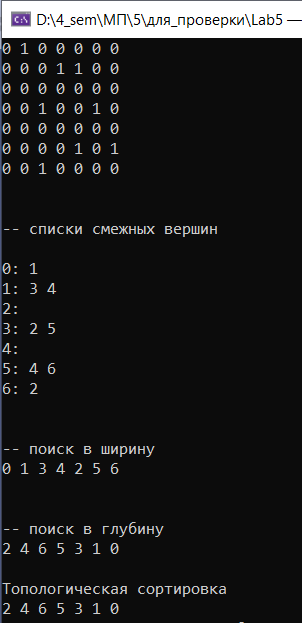 D:\4_sem\МП\5\для_проверки\Lab5 —
0 1 0 0 0 0 0
0 0 0 1 1 0 0
0 0 0 0 0 0 0
0 0 1 0 0 1 0
0 0 0 0 0 0 0
0 0 0 0 1 0 1
0 0 1 0 0 0 0
-- списки смежных вершин
0: 1
1: 3 4
2:
3: 2 5
4:
5: 4 6
6: 2
-- поиск в ширину
0 1 3 4 2 5 6
-- поиск в глубину
2 4 6 5 3 1 0
Топологическая сортировка
2 4 6 5 3 1 0